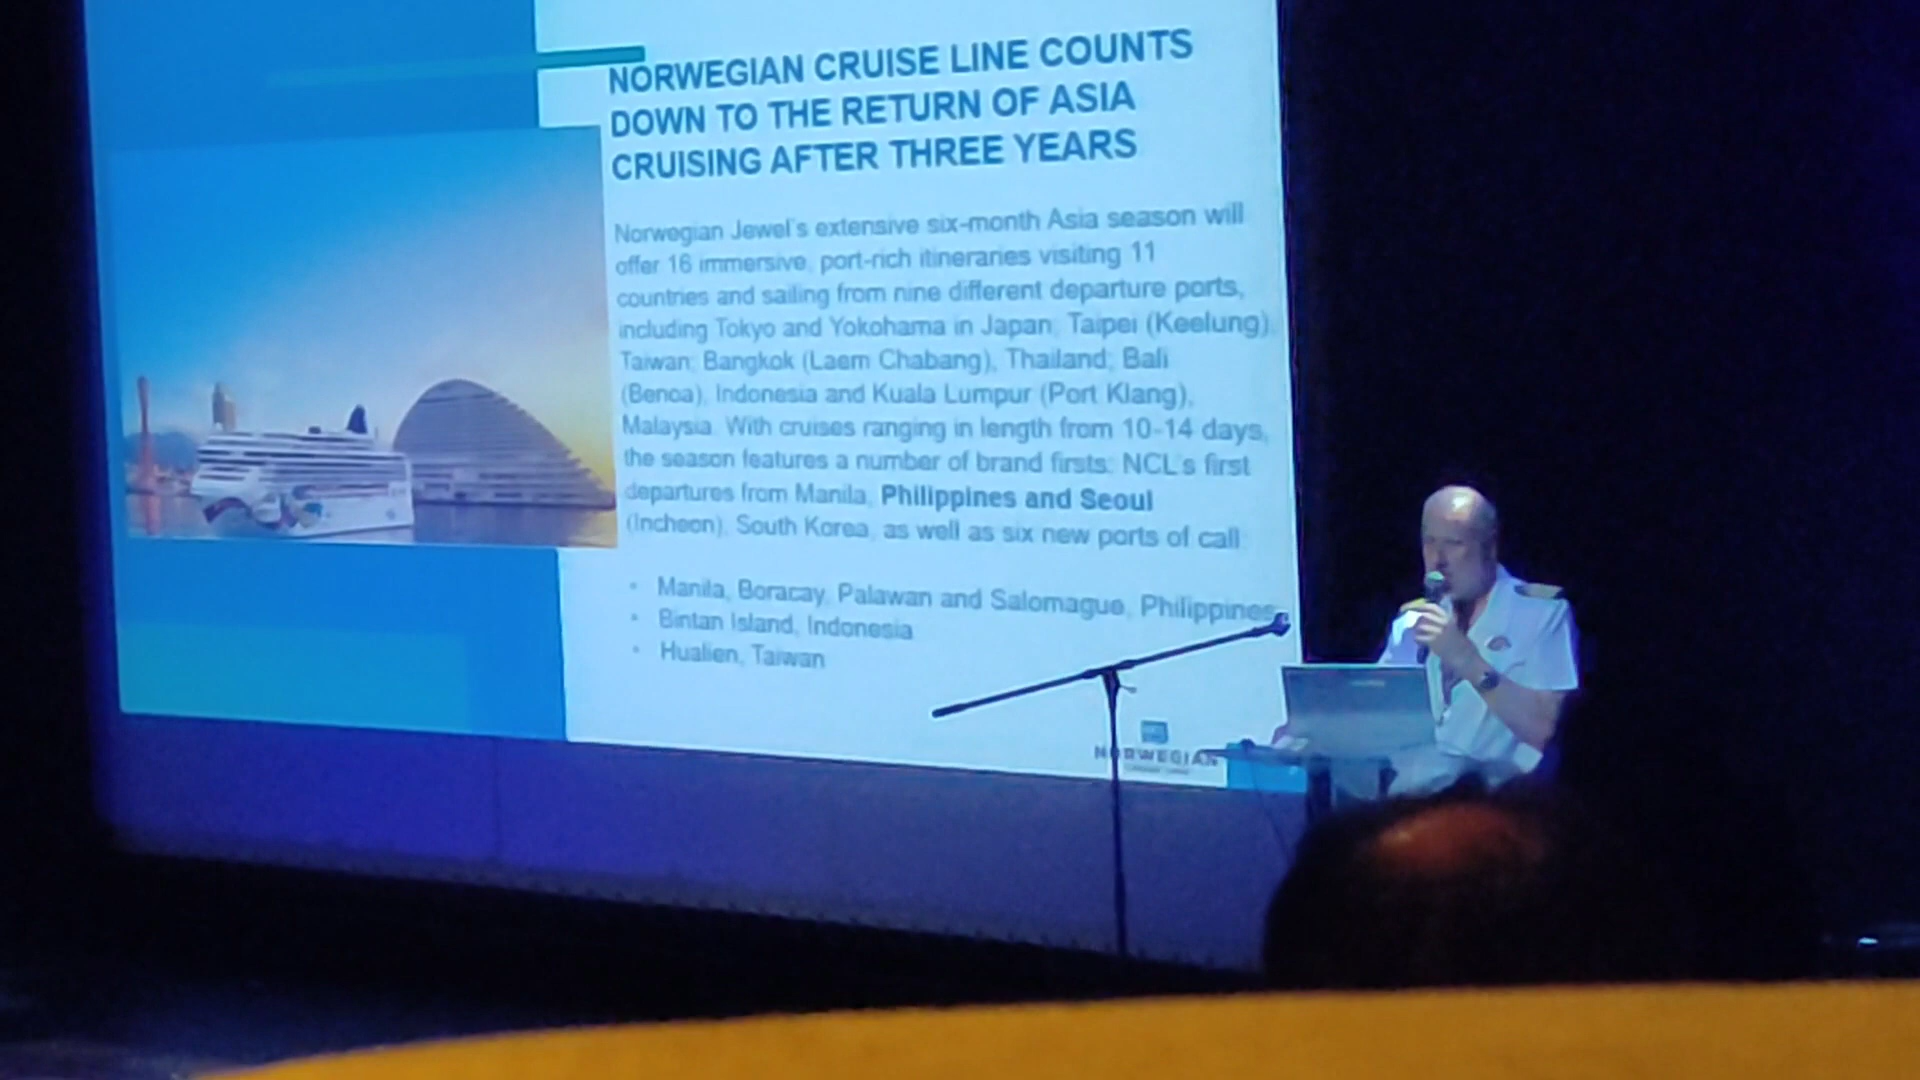 NORWEGIAN CRUISE LINE COUNTS
DOWN TO THE RETURN OF ASIA
CRUISING AFTER THREE YEARS
Norwegian Jewel's extensive six-month Asia season will
offer 16 immersive, port-rich itineraries visiting 11
countries and sailing from nine different departure ports,
including Tokyo and Yokohama in Japan; Taipei (Keelung)
Taiwan; Bangkok (Laem Chabang), Thailand; Bali
(Benoa), Indonesia and Kuala Lumpur (Port Klang),
Malaysia. With cruises ranging in length from 10-14 days,
the season features a number of brand firsts: NCL's first
departures from Manila, Philippines and Seoul
(Incheon), South Korea, as well as six new ports of call:
• Manila, Boracay, Palawan and Salomague, Philippines
• Bintan Island, Indonesia
• Hualien, Taiwan
NORWEGIAN